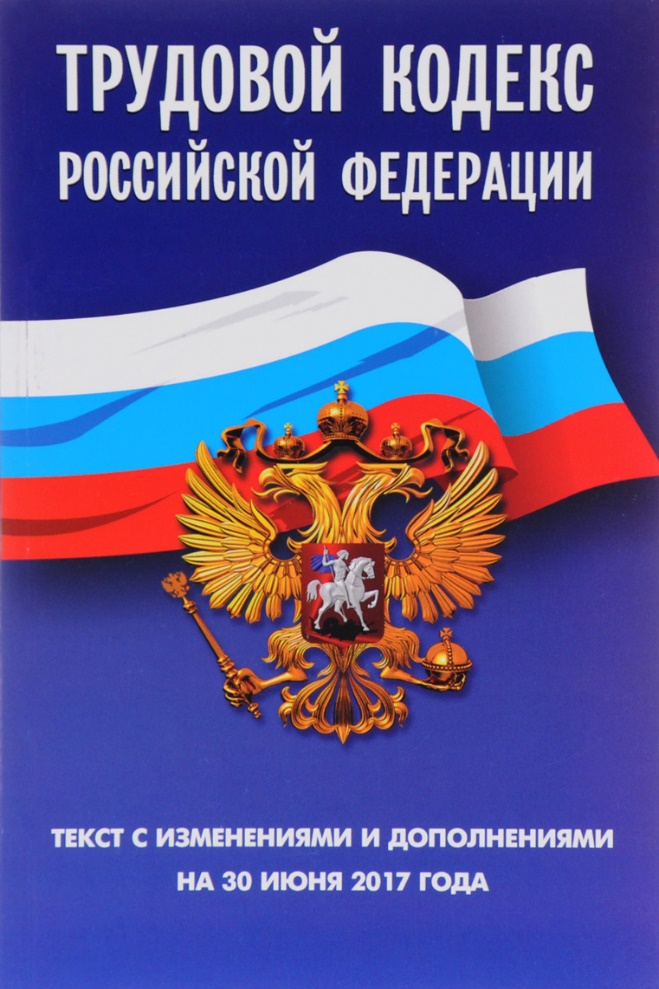 ТРУДОВОЙ КОДЕКС
РОССИЙСКОЙ ФЕДЕРАЦИИ
ТЕКСТ С ИЗМЕНЕНИЯМИ И ДОПОЛНЕНИЯМИ
НА 30 ИЮНЯ 2017 ГОДА